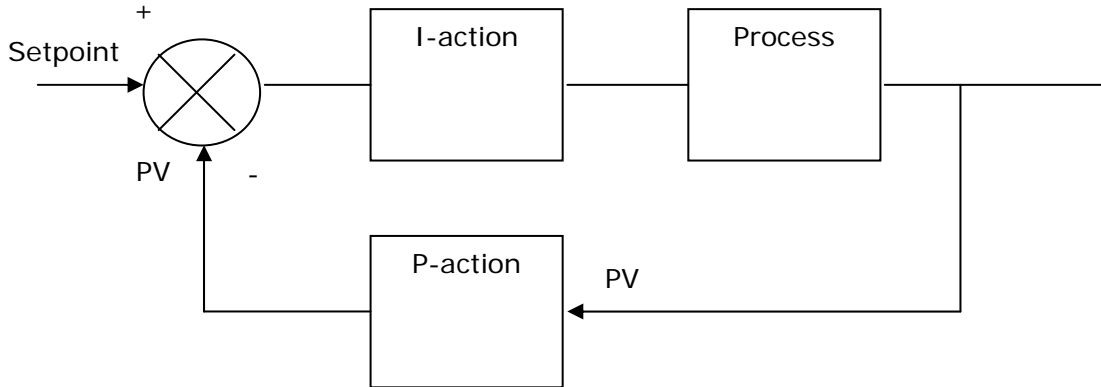 +
Setpoint
I-action
Process
PV
-
P-action
PV